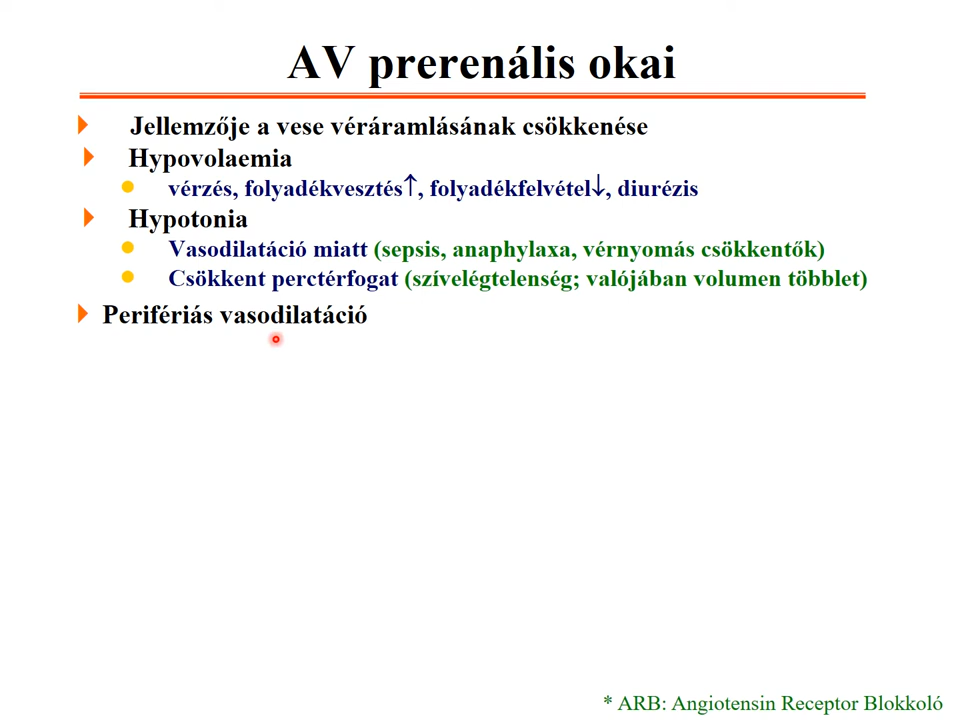 AV prerenális okai
Jellemzője a vese véráramlásának csökkenése
Hypovolaemia
vérzés, folyadékvesztés↑, folyadékfelvétel↓, diurézis
Hypotonia
Vasodilatáció miatt (sepsis, anaphylaxa, vérnyomás csökkentők)
Csökkent perctérfogat (szívelégtelenség; valójában volumen többlet)
Perifériás vasodilatáció
* ARB: Angiotensin Receptor Blokkoló